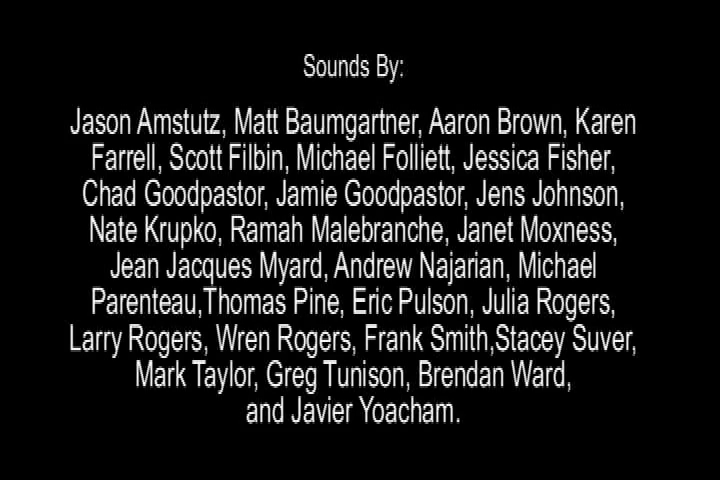 Sounds By:
Jason Amstutz, Matt Baumgartner, Aaron Brown, Karen
Farrell, Scott Filbin, Michael Folliett, Jessica Fisher,
Chad Goodpastor, Jamie Goodpastor, Jens Johnson,
Nate Krupko, Ramah Malebranche, Janet Moxness,
Jean Jacques Myard, Andrew Najarian, Michael
Parenteau,Thomas Pine, Eric Pulson, Julia Rogers,
Larry Rogers, Wren Rogers, Frank Smith,Stacey Suver,
Mark Taylor, Greg Tunison, Brendan Ward,
and Javier Yoacham.